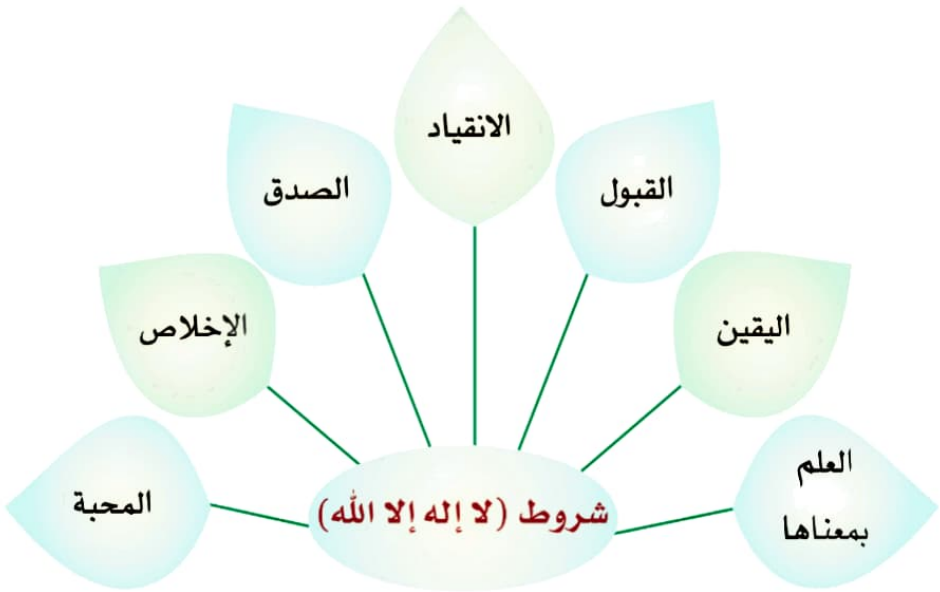 شروط (لا إله إلا الله)
العلم
بمعناها
اليقين
القبول
الانقياد
الصدق
الإخلاص
المحبة